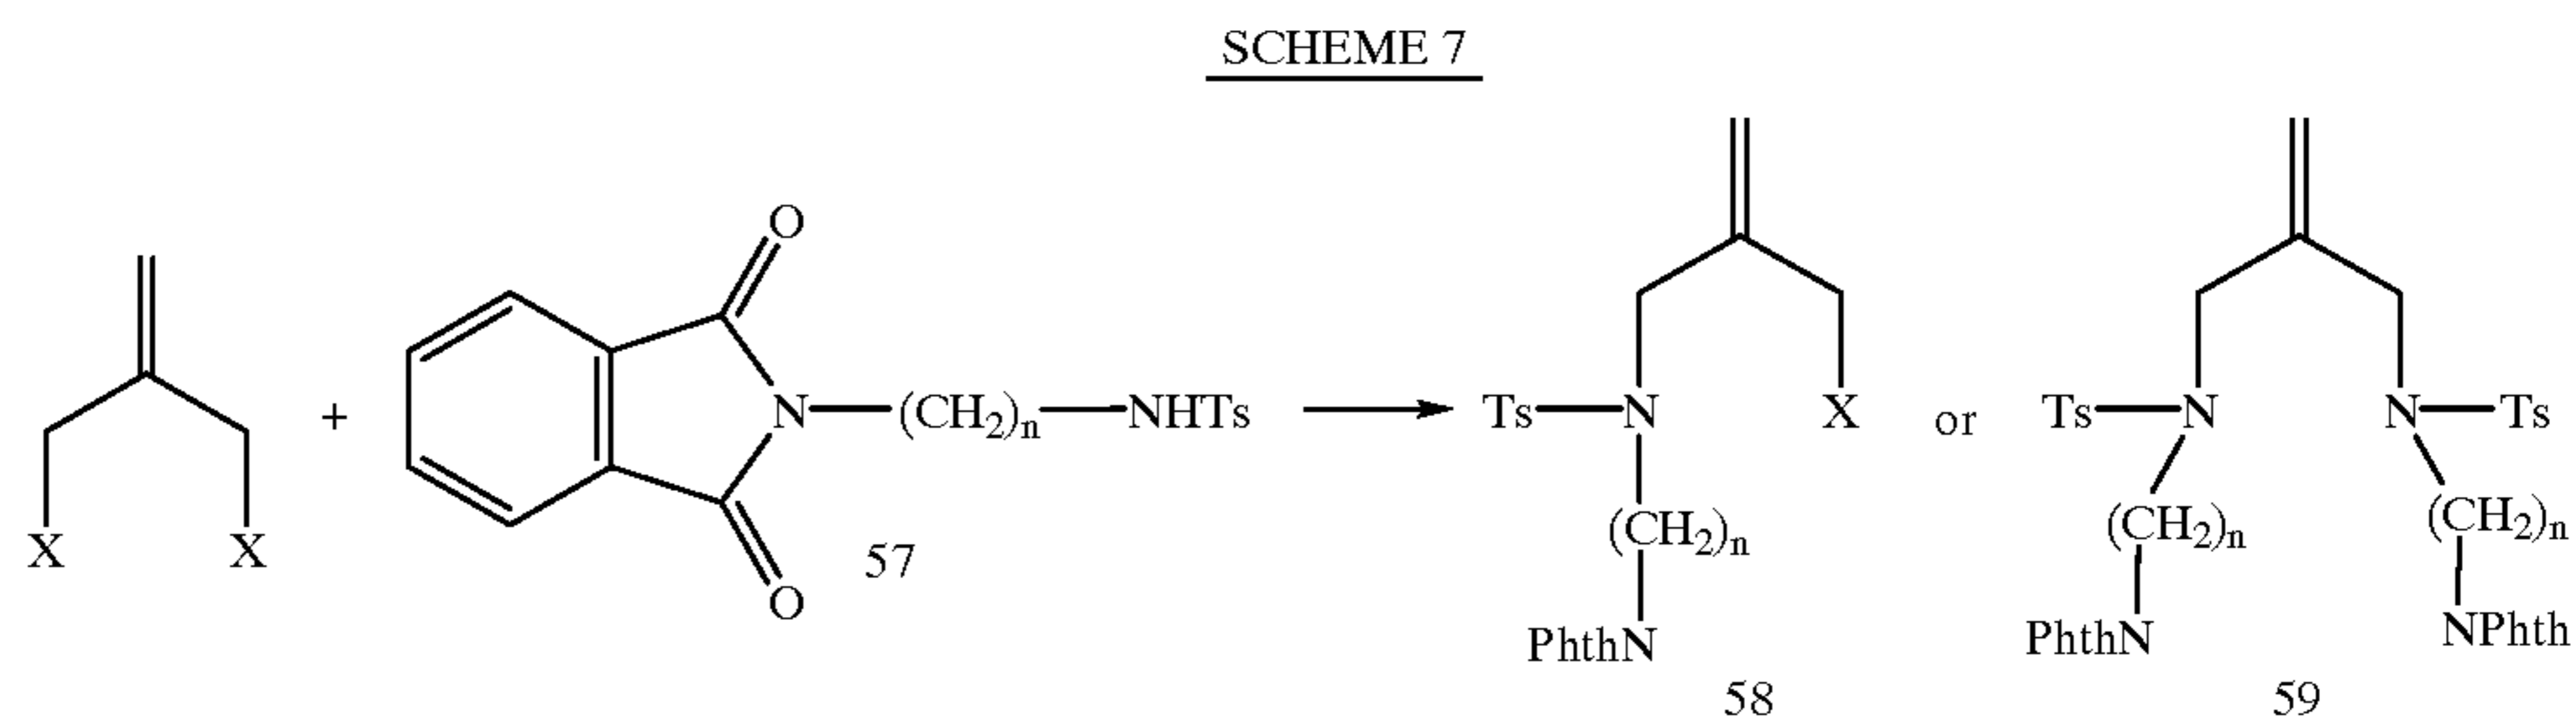 SCHEME 7
X
X
+
O
N
O
(CH2)n
NHTs
57
Ts
N
X
(CH2)n
PhthN
58
or
Ts
N
N
Ts
(CH2)n
(CH2)n
PhthN
NPhth
59